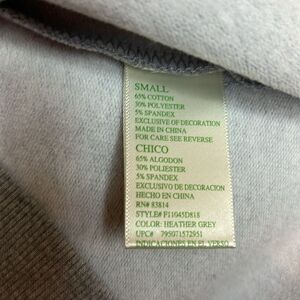 SMALL
65% COTTON
30% POLYESTER
5% SPANDEX
EXCLUSIVE OF DECORATION
MADE IN CHINA
FOR CARE SEE REVERSE
CHICO
65% ALGODON
30% POLIESTER
5% SPANDEX
EXCLUSIVO DE DECORACION
HECHO EN CHINA
RN# 83814
STYLE# F11045D818
COLOR: HEATHER GREY
UPC# 795071572951
INDICACIONES EN EL VERSO